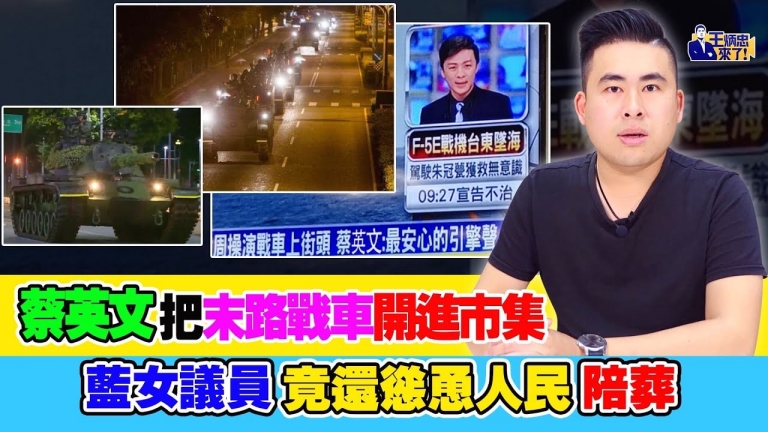 王炳忠
來了!
F-5E戰機台東墜海
駕駛朱冠甍獲救無意識
09:27宣告不治
周操演戰車上街頭 蔡英文:最安心的引擎聲
蔡英文把末路戰車開進市集
藍女議員 竟還慫恿人民陪葬